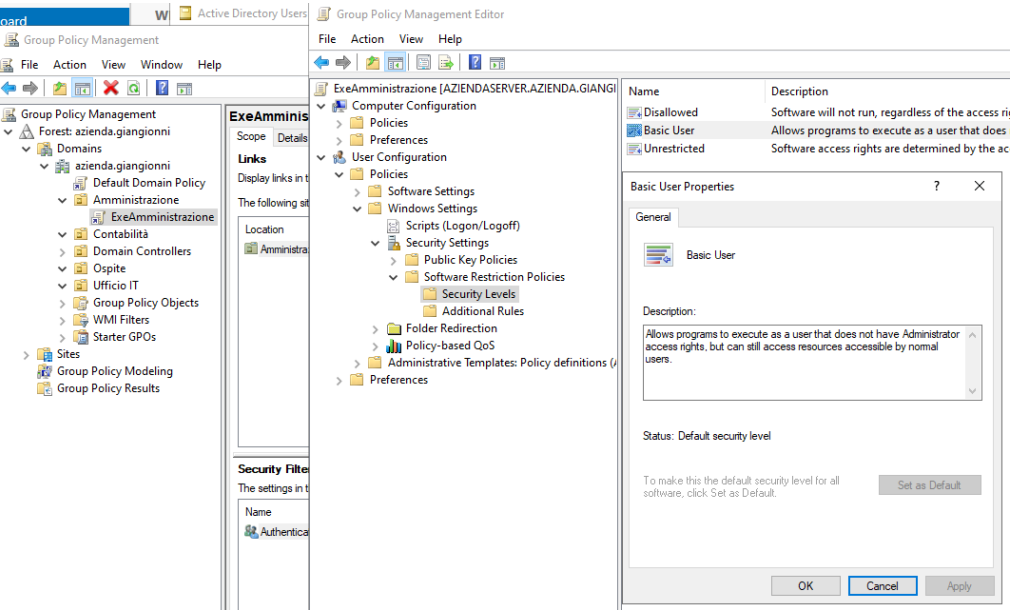 oard
W
Active Directory Users
Group Policy Management
File Action View Window Help
Group Policy Management
Forest: azienda.giangionni
Domains
azienda.giangionni
Default Domain Policy
Amministrazione
ExeAmministrazione
Contabilità
Domain Controllers
Ospite
Ufficio IT
Group Policy Objects
WMI Filters
Starter GPOs
Sites
Group Policy Modeling
Group Policy Results
ExeAmminis
Scope Details
Links
Display links in t
The following sit
Location
Amministra
Security Filte
The settings in t
Name
Authentica
Group Policy Management Editor
File Action View Help
ExeAmministrazione [AZIENDASERVER.AZIENDA.GIANGI
Computer Configuration
Policies
Preferences
User Configuration
Policies
Software Settings
Windows Settings
Scripts (Logon/Logoff)
Security Settings
Public Key Policies
Software Restriction Policies
Security Levels
Additional Rules
Folder Redirection
Policy-based QoS
Administrative Templates: Policy definitions (
Preferences
Name Description
Disallowed Software will not run, regardless of the access ri
Basic User Allows programs to execute as a user that does
Unrestricted Software access rights are determined by the ac
Basic User Properties
General
Basic User
Description:
Allows programs to execute as a user that does not have Administrator
access rights, but can still access resources accessible by normal
users.
Status: Default security level
To make this the default security level for all
software, click Set as Default.
Set as Default
OK Cancel Apply